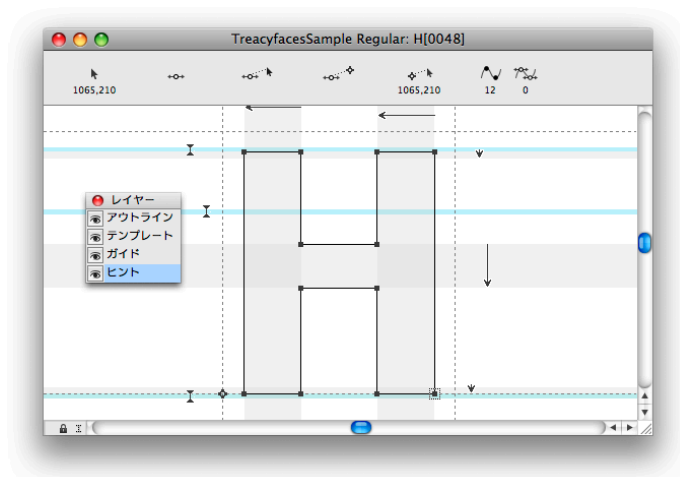 TreacyfacesSample Regular: H[0048]
1065,210
1065,210
12
0
レイヤー
アウトライン
テンプレート
ガイド
ヒント